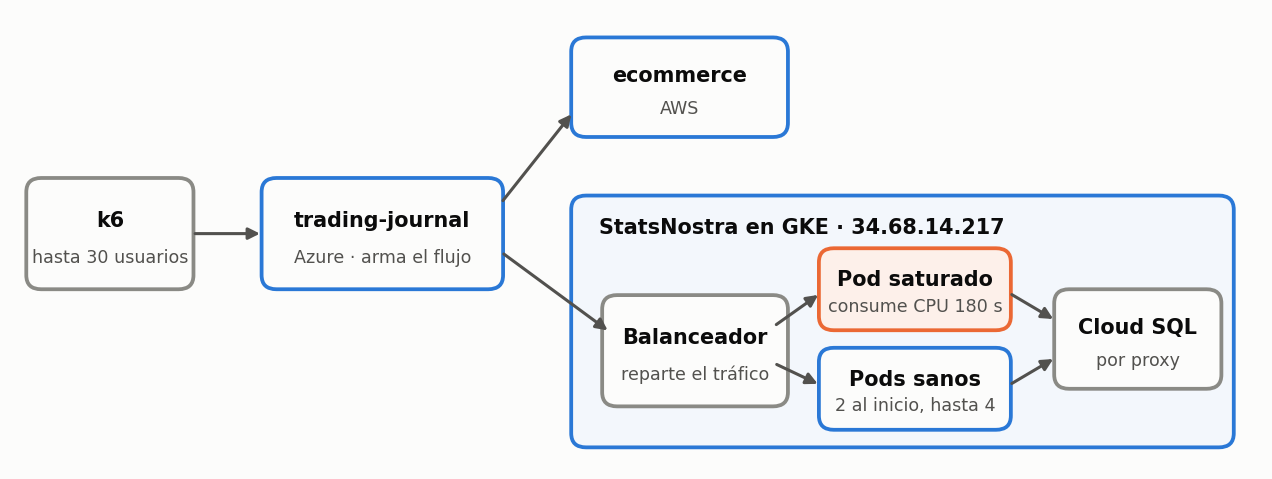 ecommerce
AWS
k6
hasta 30 usuarios
trading-journal
Azure · arma el flujo
StatsNostra en GKE · 34.68.14.217
Balanceador
reparte el tráfico
Pod saturado
consume CPU 180 s
Pods sanos
2 al inicio, hasta 4
Cloud SQL
por proxy